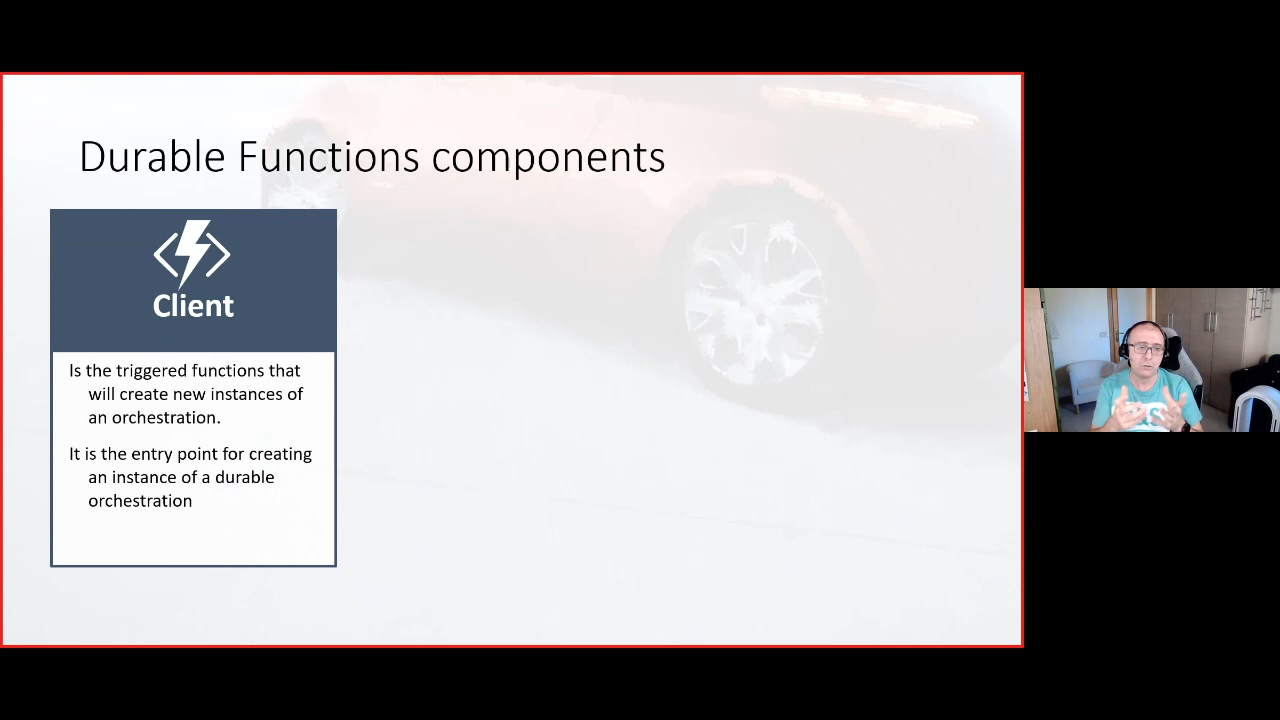 Durable Functions components
Client
Is the triggered functions that
will create new instances of
an orchestration.
It is the entry point for creating
an instance of a durable
orchestration